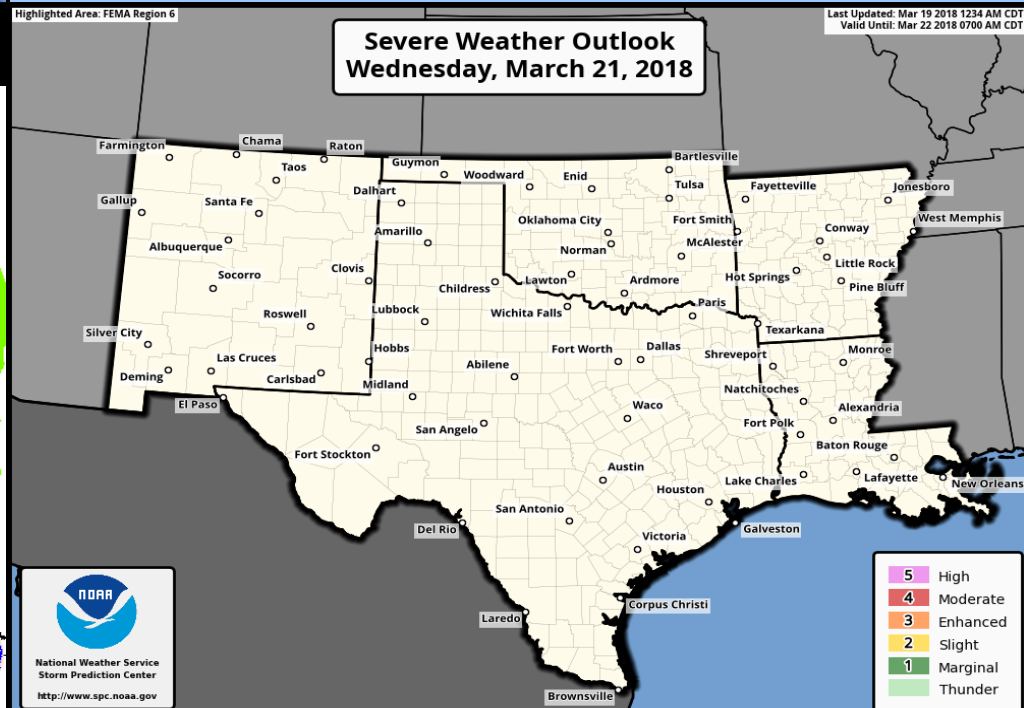 Highlighted Area: FEMA Region 6
Last Updated: Mar 19 2018 1234 AM CDT
Valid Until: Mar 22 2018 0700 AM CDT
Severe Weather Outlook
Wednesday, March 21, 2018
Farmington
Chama
Raton
Taos
Guymon
Woodward
Enid
Bartlesville
Tulsa
Fayetteville
Jonesboro
Gallup
Santa Fe
Dalhart
Oklahoma City
Fort Smith
West Memphis
Albuquerque
Amarillo
Norman
McAlester
Conway
Socorro
Clovis
Childress
Lawton
Ardmore
Hot Springs
Little Rock
Pine Bluff
Roswell
Lubbock
Wichita Falls
Paris
Texarkana
Silver City
Las Cruces
Hobbs
Abilene
Fort Worth
Dallas
Shreveport
Monroe
Deming
Carlsbad
Midland
Natchitoches
El Paso
Waco
Alexandria
San Angelo
Fort Polk
Fort Stockton
Baton Rouge
Austin
Lake Charles
Lafayette
New Orleans
Houston
San Antonio
Del Rio
Victoria
Galveston
Laredo
Corpus Christi
Brownsville
NOAA
National Weather Service
Storm Prediction Center
http://www.spc.noaa.gov
5 High
4 Moderate
3 Enhanced
2 Slight
1 Marginal
Thunder